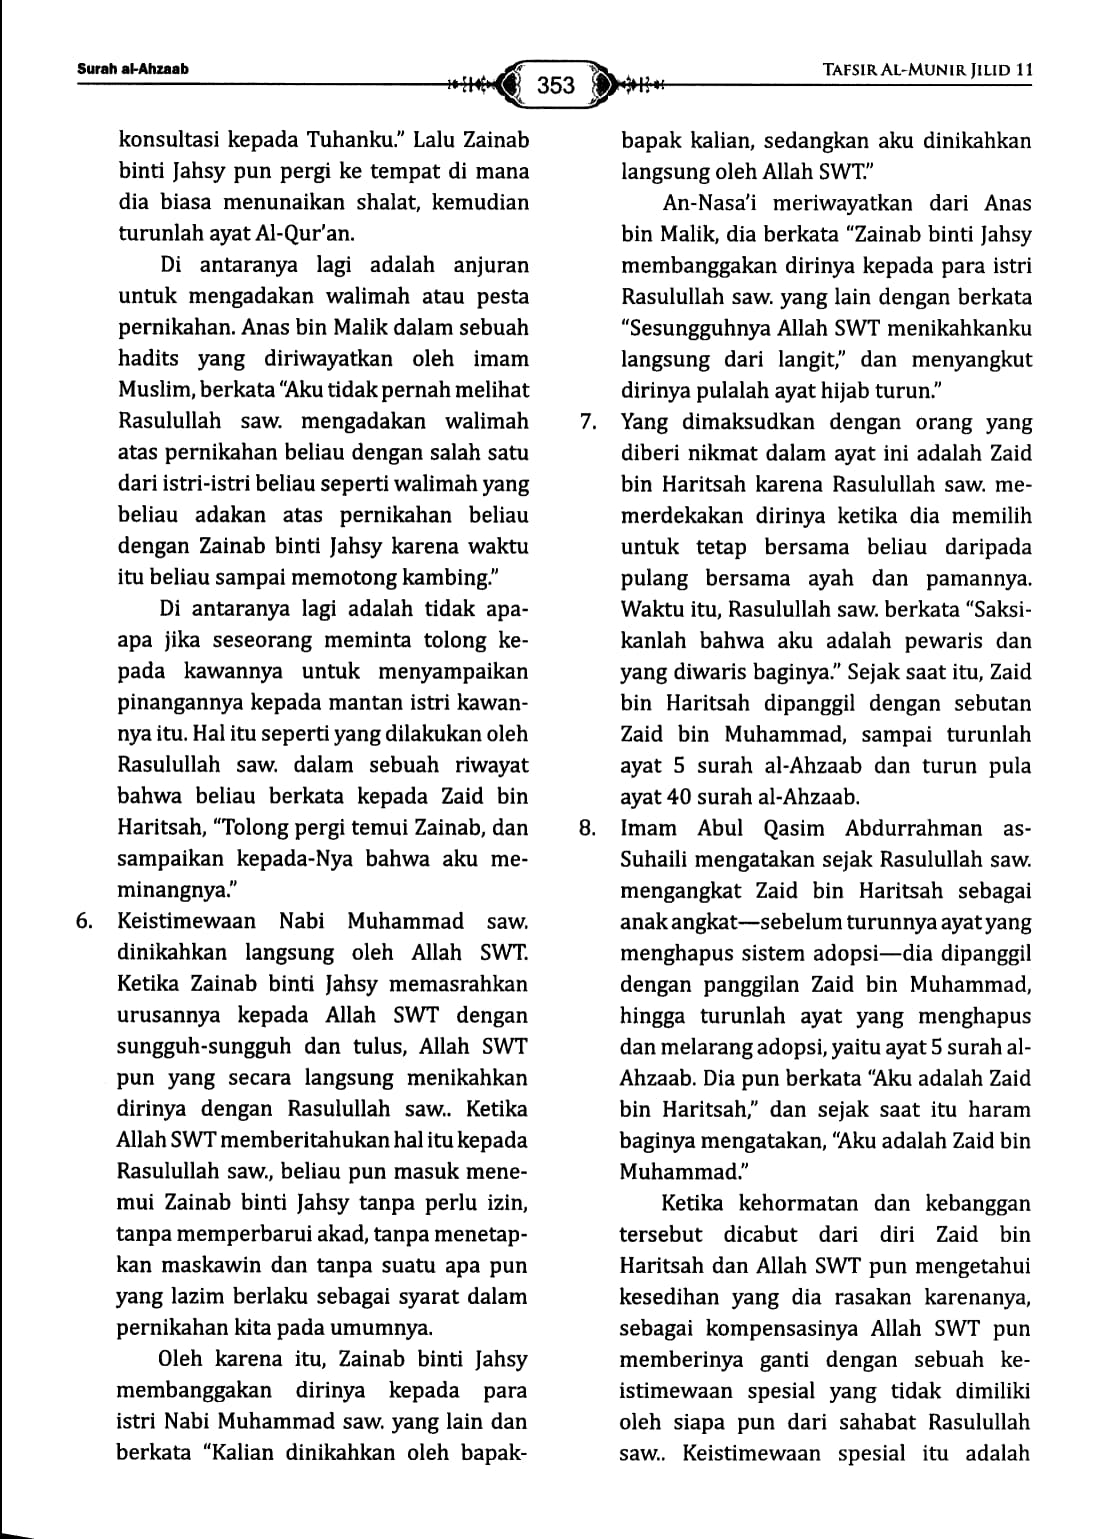 Surah al-Ahzaab
353
TAFSIR AL-MUNIR JILID 11
konsultasi kepada Tuhanku.” Lalu Zainab
binti Jahsy pun pergi ke tempat di mana
dia biasa menunaikan shalat, kemudian
turunlah ayat Al-Qur’an.
Di antaranya lagi adalah anjuran
untuk mengadakan walimah atau pesta
pernikahan. Anas bin Malik dalam sebuah
hadits yang diriwayatkan oleh imam
Muslim, berkata “Aku tidak pernah melihat
Rasulullah saw. mengadakan walimah
atas pernikahan beliau dengan salah satu
dari istri-istri beliau seperti walimah yang
beliau adakan atas pernikahan beliau
dengan Zainab binti Jahsy karena waktu
itu beliau sampai memotong kambing.”
Di antaranya lagi adalah tidak apa-
apa jika seseorang meminta tolong ke-
pada kawannya untuk menyampaikan
pinangannya kepada mantan istri kawan-
nya itu. Hal itu seperti yang dilakukan oleh
Rasulullah saw. dalam sebuah riwayat
bahwa beliau berkata kepada Zaid bin
Haritsah, “Tolong pergi temui Zainab, dan
sampaikan kepada-Nya bahwa aku me-
minangnya.”
6. Keistimewaan Nabi Muhammad saw.
dinikahkan langsung oleh Allah SWT.
Ketika Zainab binti Jahsy memasrahkan
urusannya kepada Allah SWT dengan
sungguh-sungguh dan tulus, Allah SWT
pun yang secara langsung menikahkan
dirinya dengan Rasulullah saw.. Ketika
Allah SWT memberitahukan hal itu kepada
Rasulullah saw., beliau pun masuk mene-
mui Zainab binti Jahsy tanpa perlu izin,
tanpa memperbarui akad, tanpa menetap-
kan maskawin dan tanpa suatu apa pun
yang lazim berlaku sebagai syarat dalam
pernikahan kita pada umumnya.
Oleh karena itu, Zainab binti Jahsy
membanggakan dirinya kepada para
istri Nabi Muhammad saw. yang lain dan
berkata “Kalian dinikahkan oleh bapak-
bapak kalian, sedangkan aku dinikahkan
langsung oleh Allah SWT.”
An-Nasa’i meriwayatkan dari Anas
bin Malik, dia berkata “Zainab binti Jahsy
membanggakan dirinya kepada para istri
Rasulullah saw. yang lain dengan berkata
“Sesungguhnya Allah SWT menikahkanku
langsung dari langit,” dan menyangkut
dirinya pulalah ayat hijab turun.”
7. Yang dimaksudkan dengan orang yang
diberi nikmat dalam ayat ini adalah Zaid
bin Haritsah karena Rasulullah saw. me-
merdekakan dirinya ketika dia memilih
untuk tetap bersama beliau daripada
pulang bersama ayah dan pamannya.
Waktu itu, Rasulullah saw. berkata “Saksi-
kanlah bahwa aku adalah pewaris dan
yang diwaris baginya.” Sejak saat itu, Zaid
bin Haritsah dipanggil dengan sebutan
Zaid bin Muhammad, sampai turunlah
ayat 5 surah al-Ahzaab dan turun pula
ayat 40 surah al-Ahzaab.
8. Imam Abul Qasim Abdurrahman as-
Suhaili mengatakan sejak Rasulullah saw.
mengangkat Zaid bin Haritsah sebagai
anak angkat—sebelum turunnya ayat yang
menghapus sistem adopsi—dia dipanggil
dengan panggilan Zaid bin Muhammad,
hingga turunlah ayat yang menghapus
dan melarang adopsi, yaitu ayat 5 surah al-
Ahzaab. Dia pun berkata “Aku adalah Zaid
bin Haritsah,” dan sejak saat itu haram
baginya mengatakan, “Aku adalah Zaid bin
Muhammad.”
Ketika kehormatan dan kebanggan
tersebut dicabut dari diri Zaid bin
Haritsah dan Allah SWT pun mengetahui
kesedihan yang dia rasakan karenanya,
sebagai kompensasinya Allah SWT pun
memberinya ganti dengan sebuah ke-
istimewaan spesial yang tidak dimiliki
oleh siapa pun dari sahabat Rasulullah
saw.. Keistimewaan spesial itu adalah